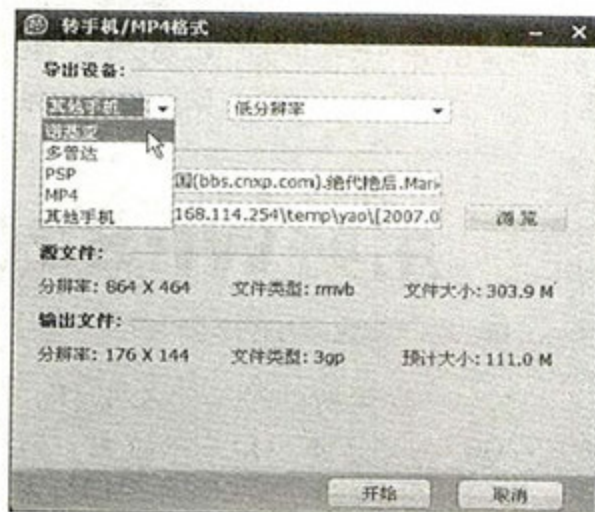 转手机/MP4格式
导出设备:
其他手机
低分辨率
诺基亚
多普达
PSP
MP4
其他手机
国(bbs.cnxp.com).绝代艳后.Mari
168.114.254\temp\yao\[2007.0
浏览
源文件:
分辨率: 864 X 464 文件类型: rmvb 文件大小: 303.9 M
输出文件:
分辨率: 176 X 144 文件类型: 3gp 预计大小: 111.0 M
开始
取消